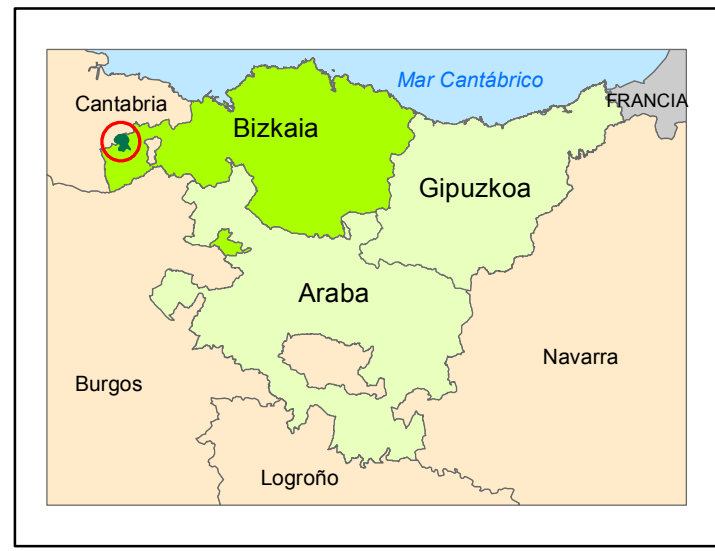 Mar Cantábrico
Cantabria
FRANCIA
Bizkaia
Gipuzkoa
Araba
Navarra
Burgos
Logroño